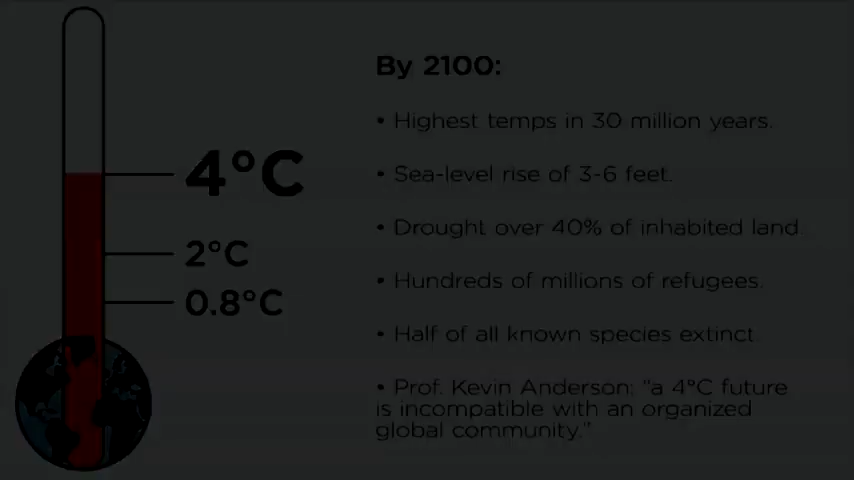 By 2100:
• Highest temps in 30 million years.
• Sea-level rise of 3-6 feet.
4°C
• Drought over 40% of inhabited land.
2°C
• Hundreds of millions of refugees.
0.8°C
• Half of all known species extinct.
• Prof. Kevin Anderson: "a 4°C future
is incompatible with an organized
global community."